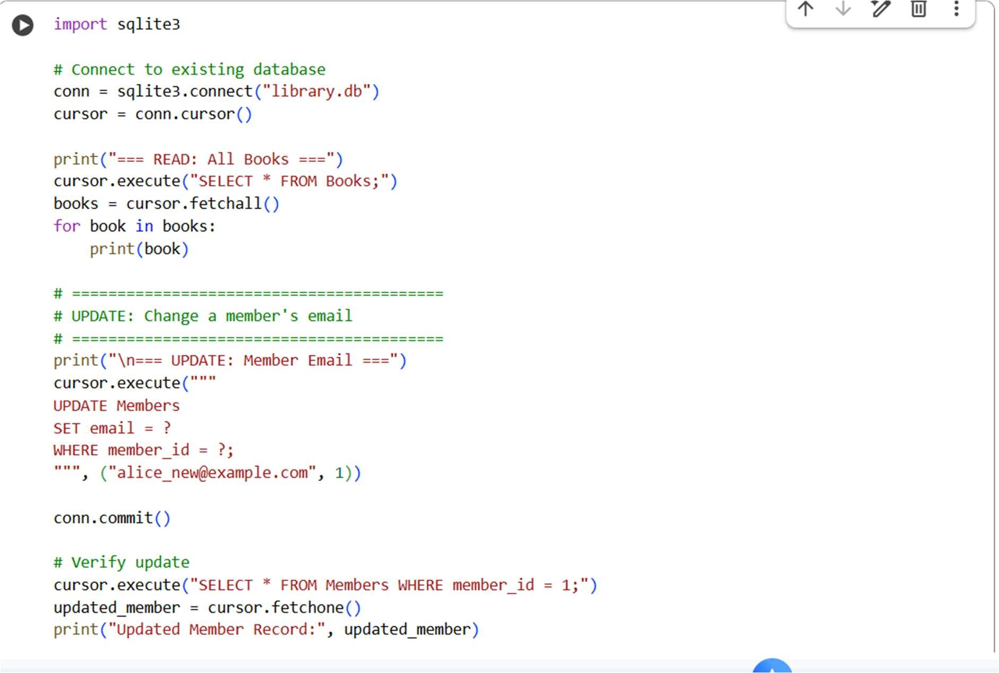 import sqlite3
# Connect to existing database
conn = sqlite3.connect("library.db")
cursor = conn.cursor()
print("=== READ: All Books ===")
cursor.execute("SELECT * FROM Books;")
books = cursor.fetchall()
for book in books:
    print(book)
# =========================================
# UPDATE: Change a member's email
# =========================================
print("\n=== UPDATE: Member Email ===")
cursor.execute("""
UPDATE Members
SET email = ?
WHERE member_id = ?;
""", ("alice_new@example.com", 1))
conn.commit()
# Verify update
cursor.execute("SELECT * FROM Members WHERE member_id = 1;")
updated_member = cursor.fetchone()
print("Updated Member Record:", updated_member)